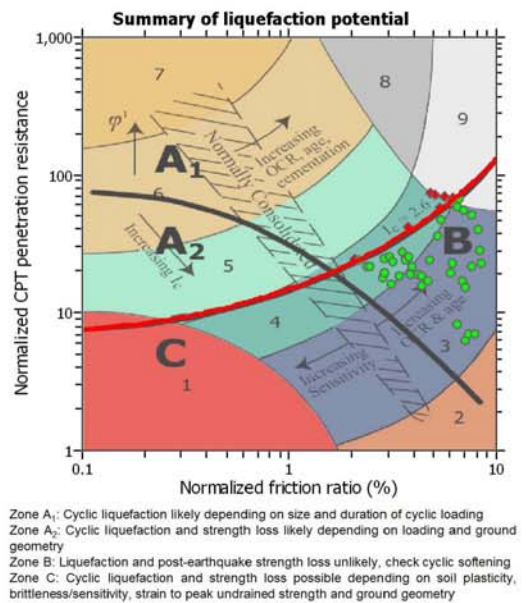 Summary of liquefaction potential
Normalized CPT penetration resistance
1,000
100
10
1
7
8
9
φ'
A1
Normally Consolidated
Increasing
OCR, age,
cementation
6
A2
Increasing Ic
5
Ic = 2.6
B
4
Increasing
OCR & age
3
Increasing
Sensitivity
C
1
2
0.1
1
10
Normalized friction ratio (%)
Zone A1: Cyclic liquefaction likely depending on size and duration of cyclic loading
Zone A2: Cyclic liquefaction and strength loss likely depending on loading and ground
geometry
Zone B: Liquefaction and post-earthquake strength loss unlikely, check cyclic softening
Zone C: Cyclic liquefaction and strength loss possible depending on soil plasticity,
brittleness/sensitivity, strain to peak undrained strength and ground geometry